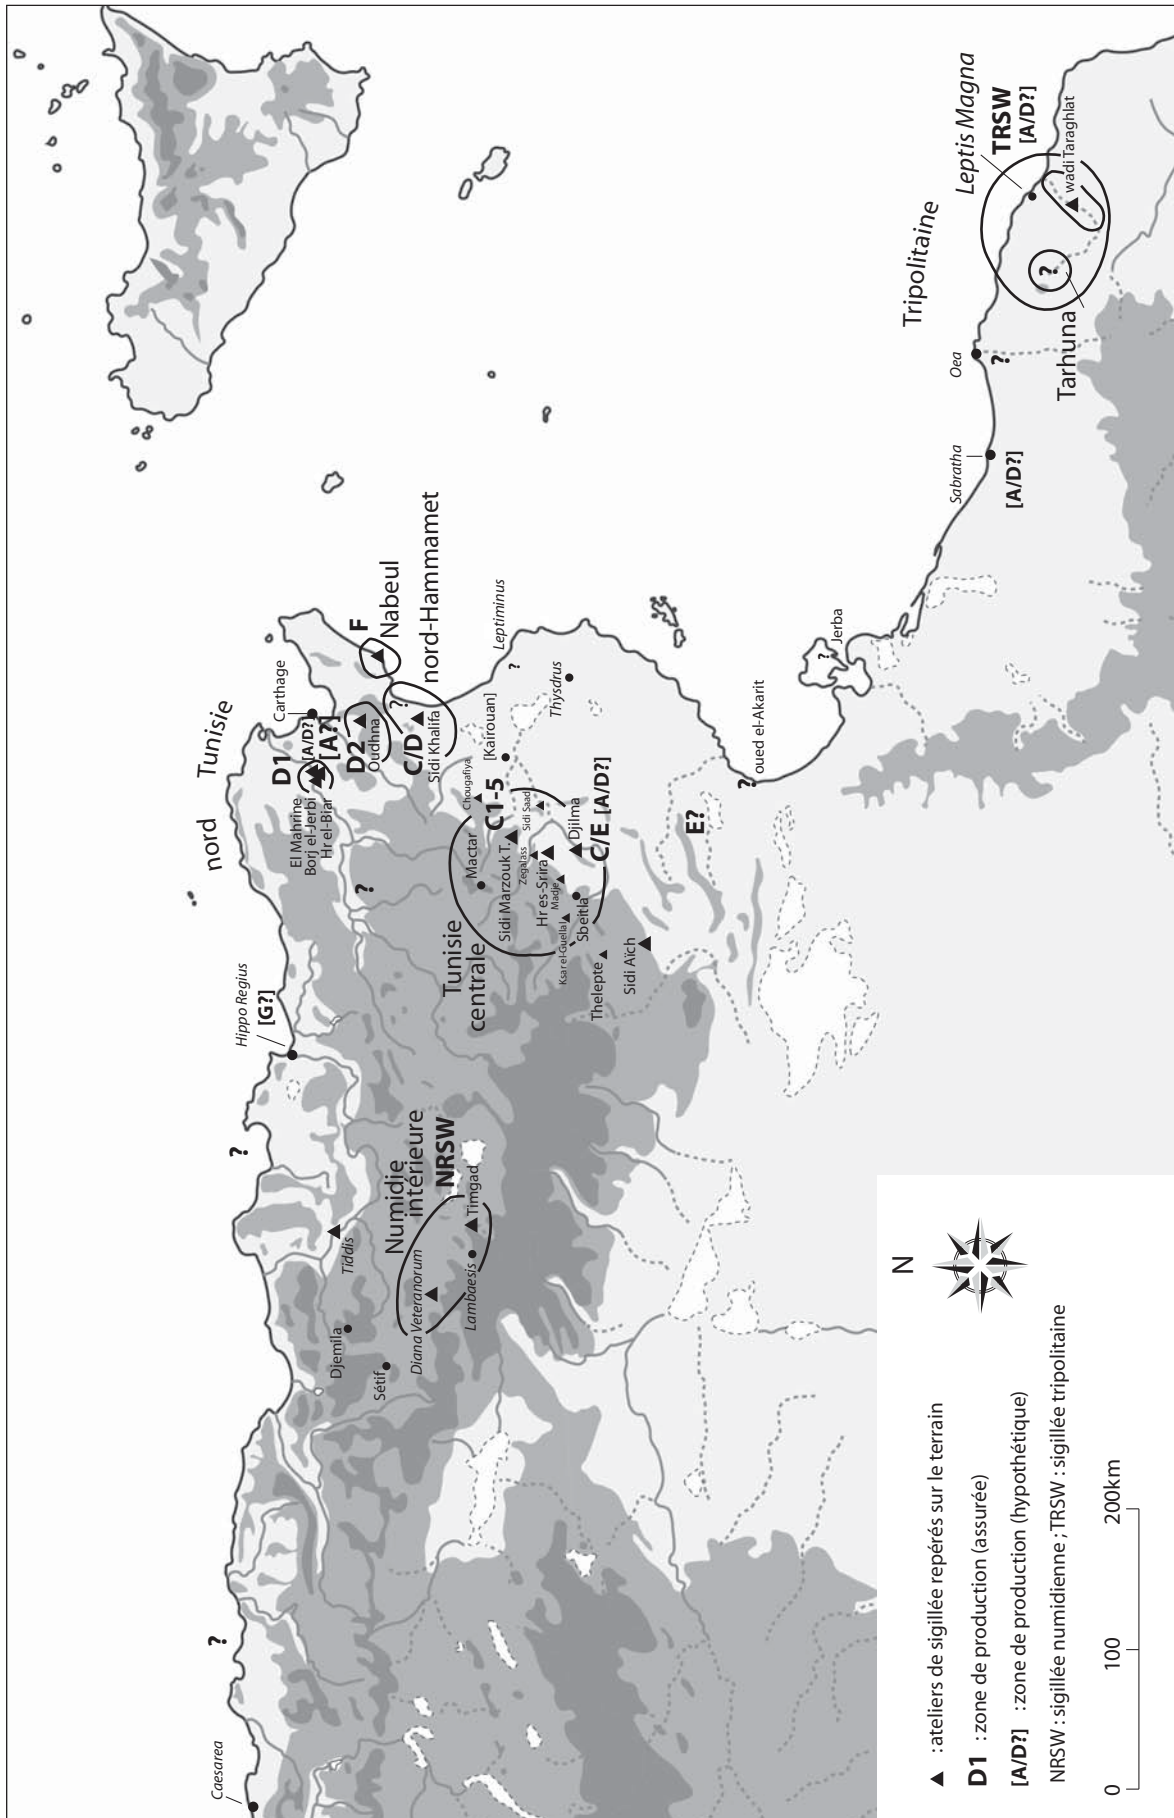 nord Tunisie
Carthage
D1
[A/D?]
[A?]
El Mahrine
Borj el-Jerbi
Hr el-Biar
D2
Oudhna
F
Nabeul
nord-Hammamet
?
C/D
Sidi Khalifa
Hippo Regius
[G?]
?
?
Caesarea
?
Tiddis
Djemila
Sétif
Numidie
intérieure
NRSW
Diana Veteranorum
Lambaesis
Timgad
Tunisie
centrale
Mactar
Chougafiya
C1-5
[Kairouan]
Sidi Marzouk T.
Sidi Saad
Zegalass
Hr es-Srira
Madje
Djilma
Ksar el-Guellal
Sbeitla
C/E [A/D?]
Thelepte
Sidi Aïch
Leptiminus
?
Thysdrus
E?
?
oued el-Akarit
?
Jerba
Tripolitaine
Sabratha
[A/D?]
Oea
?
Leptis Magna
TRSW
[A/D?]
wadi Taraghlat
?
Tarhuna
N
▲ : ateliers de sigillée repérés sur le terrain
D1 : zone de production (assurée)
[A/D?] : zone de production (hypothétique)
NRSW : sigillée numidienne ; TRSW : sigillée tripolitaine
0 100 200km